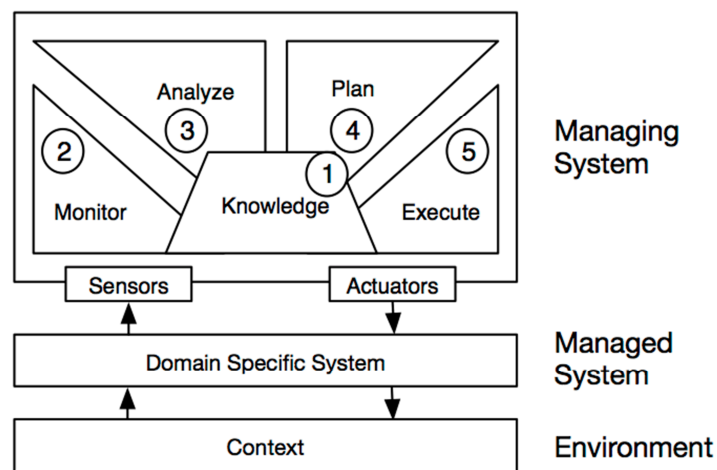 Analyze
Plan
3
4
2
5
1
Managing
System
Monitor
Knowledge
Execute
Sensors
Actuators
Domain Specific System
Managed
System
Context
Environment